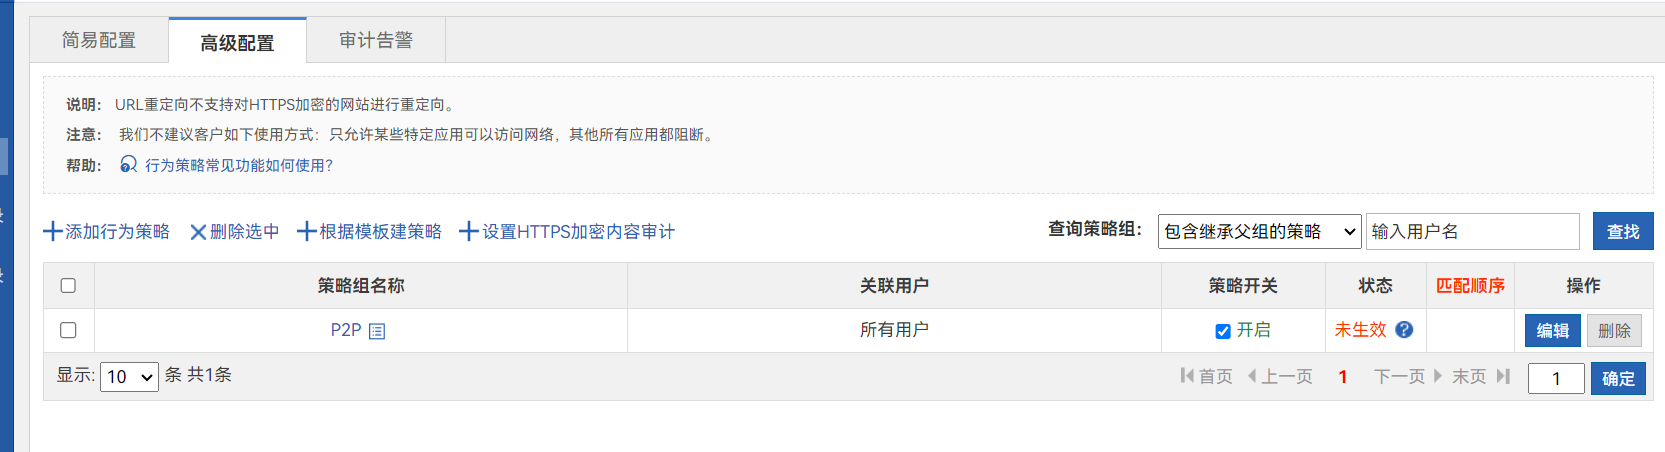 简易配置 高级配置 审计告警
说明： URL重定向不支持对HTTPS加密的网站进行重定向。
注意： 我们不建议客户如下使用方式：只允许某些特定应用可以访问网络，其他所有应用都阻断。
帮助： 行为策略常见功能如何使用?
添加行为策略 删除选中 根据模板建策略 设置HTTPS加密内容审计 查询策略组： 包含继承父组的策略 输入用户名 查找
策略组名称 关联用户 策略开关 状态 匹配顺序 操作
P2P 所有用户 开启 未生效 编辑 删除
显示: 10 条 共1条 首页 上一页 1 下一页 末页 1 确定